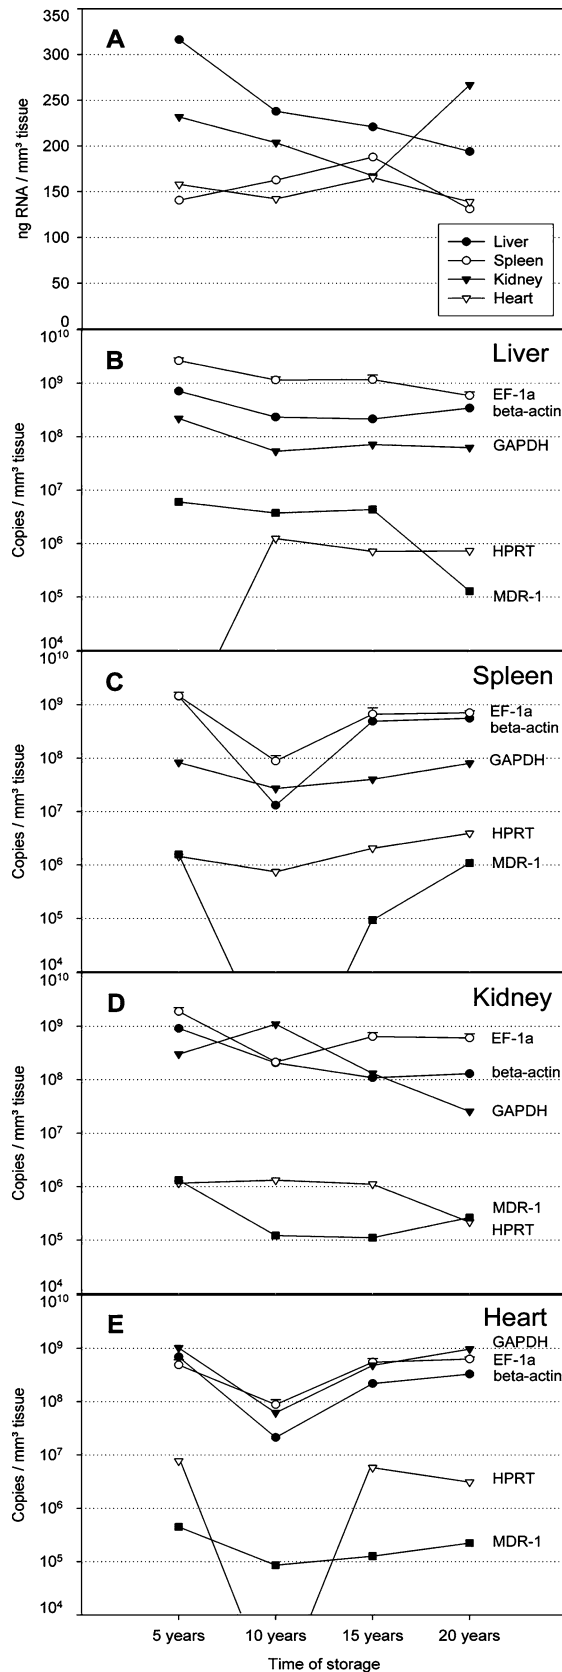 A
350
300
250
200
150
100
50
0
ng RNA / mm³ tissue
Liver
Spleen
Kidney
Heart
B
Liver
10¹⁰
10⁹
10⁸
10⁷
10⁶
10⁵
10⁴
Copies / mm³ tissue
EF-1a
beta-actin
GAPDH
HPRT
MDR-1
C
Spleen
10¹⁰
10⁹
10⁸
10⁷
10⁶
10⁵
10⁴
Copies / mm³ tissue
EF-1a
beta-actin
GAPDH
HPRT
MDR-1
D
Kidney
10¹⁰
10⁹
10⁸
10⁷
10⁶
10⁵
10⁴
Copies / mm³ tissue
EF-1a
beta-actin
GAPDH
MDR-1
HPRT
E
Heart
10¹⁰
10⁹
10⁸
10⁷
10⁶
10⁵
10⁴
Copies / mm³ tissue
GAPDH
EF-1a
beta-actin
HPRT
MDR-1
5 years 10 years 15 years 20 years
Time of storage